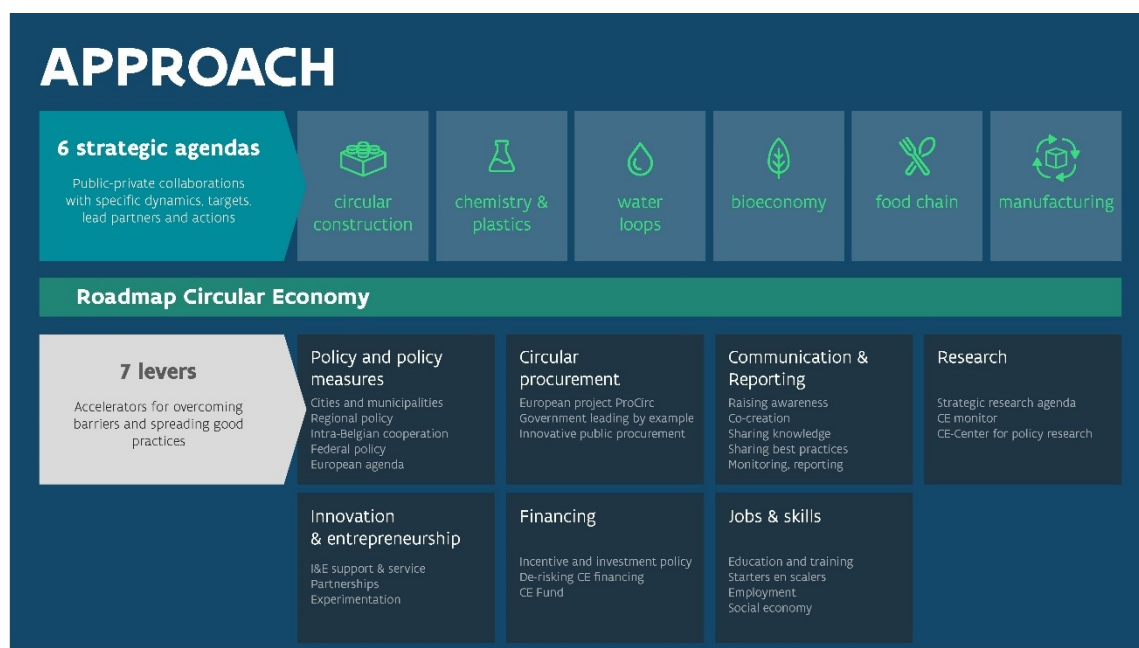 APPROACH
6 strategic agendas
Public-private collaborations
with specific dynamics, targets,
lead partners and actions
circular
construction
chemistry &
plastics
water
loops
bioeconomy
food chain
manufacturing
Roadmap Circular Economy
7 levers
Accelerators for overcoming
barriers and spreading good
practices
Policy and policy
measures
Cities and municipalities
Regional policy
Intra-Belgian cooperation
Federal policy
European agenda
Circular
procurement
European project ProCirc
Government leading by example
Innovative public procurement
Communication &
Reporting
Raising awareness
Co-creation
Sharing knowledge
Sharing best practices
Monitoring, reporting
Research
Strategic research agenda
CE monitor
CE-Center for policy research
Innovation
& entrepreneurship
I&E support & service
Partnerships
Experimentation
Financing
Incentive and investment policy
De-risking CE financing
CE Fund
Jobs & skills
Education and training
Starters en scalers
Employment
Social economy